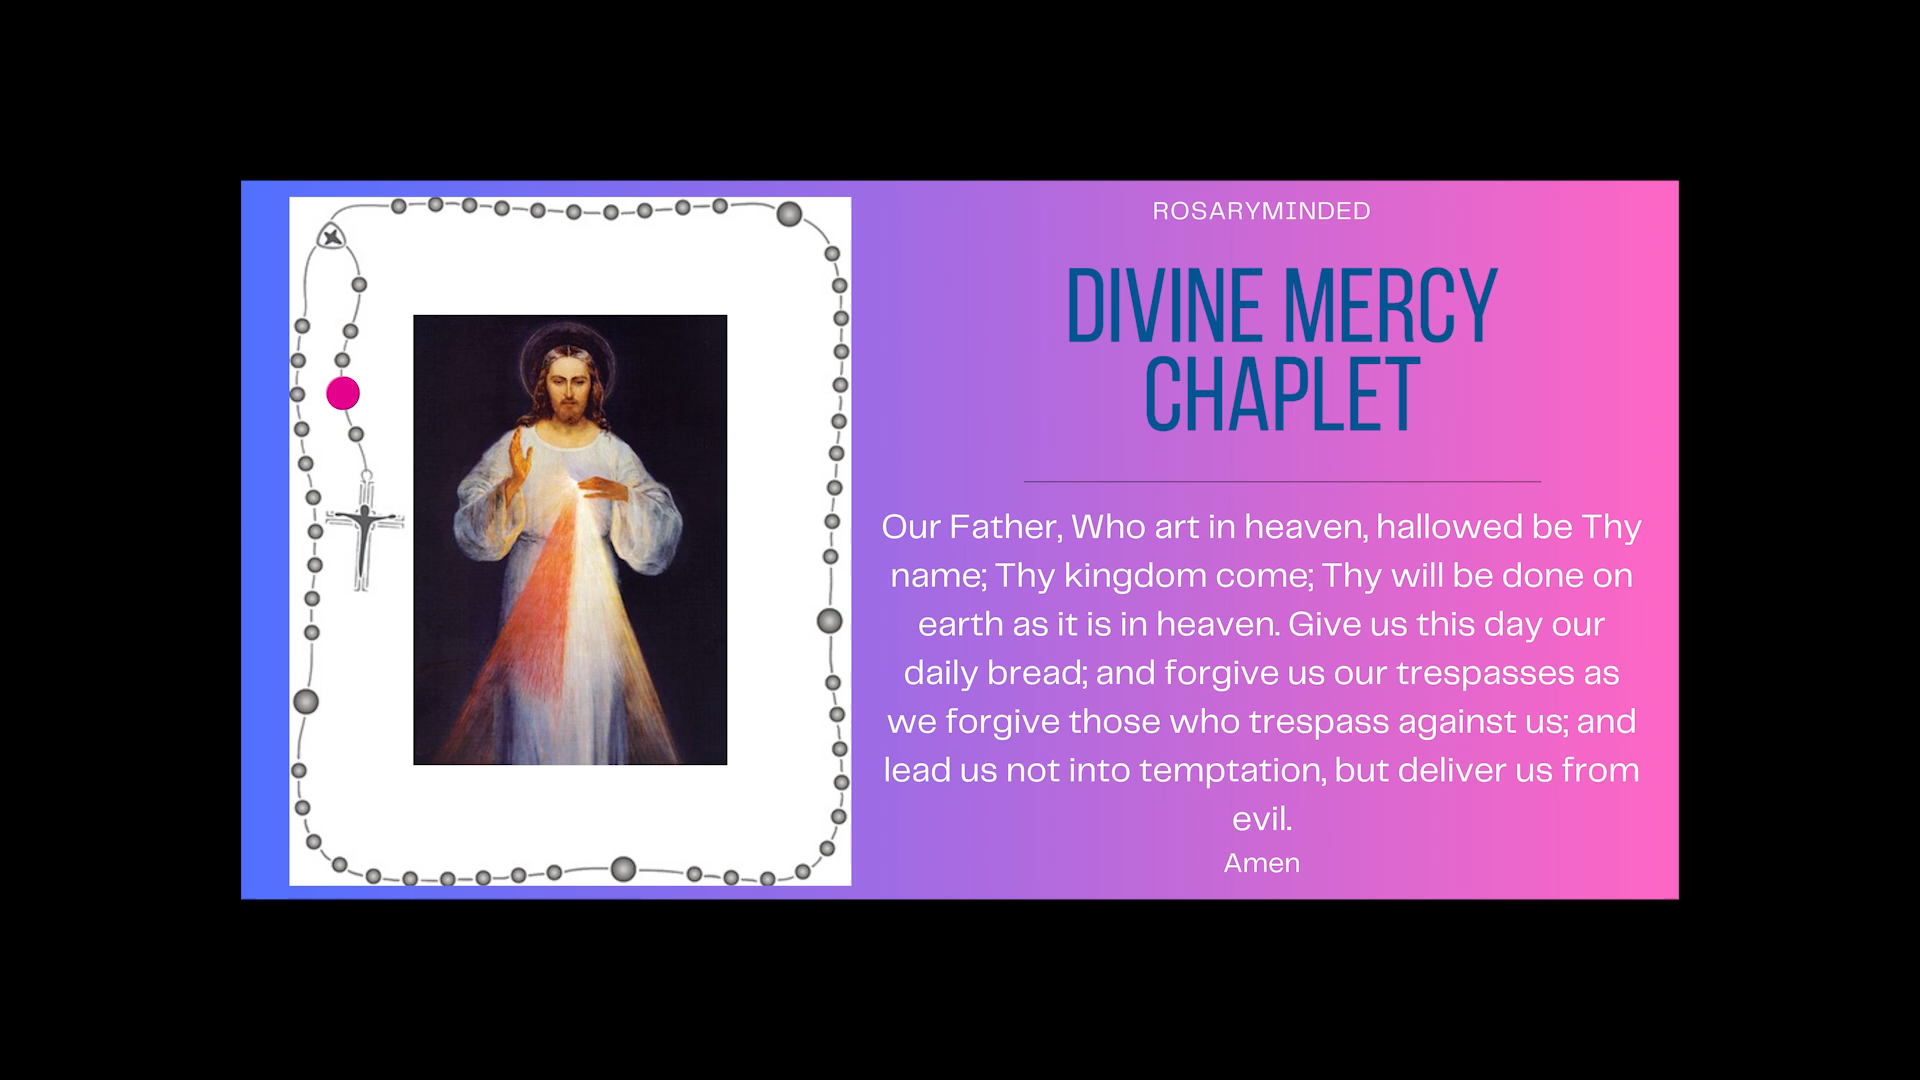 ROSARYMINDED
DIVINE MERCY
CHAPLET
Our Father, Who art in heaven, hallowed be Thy
name; Thy kingdom come; Thy will be done on
earth as it is in heaven. Give us this day our
daily bread; and forgive us our trespasses as
we forgive those who trespass against us; and
lead us not into temptation, but deliver us from
evil.
Amen